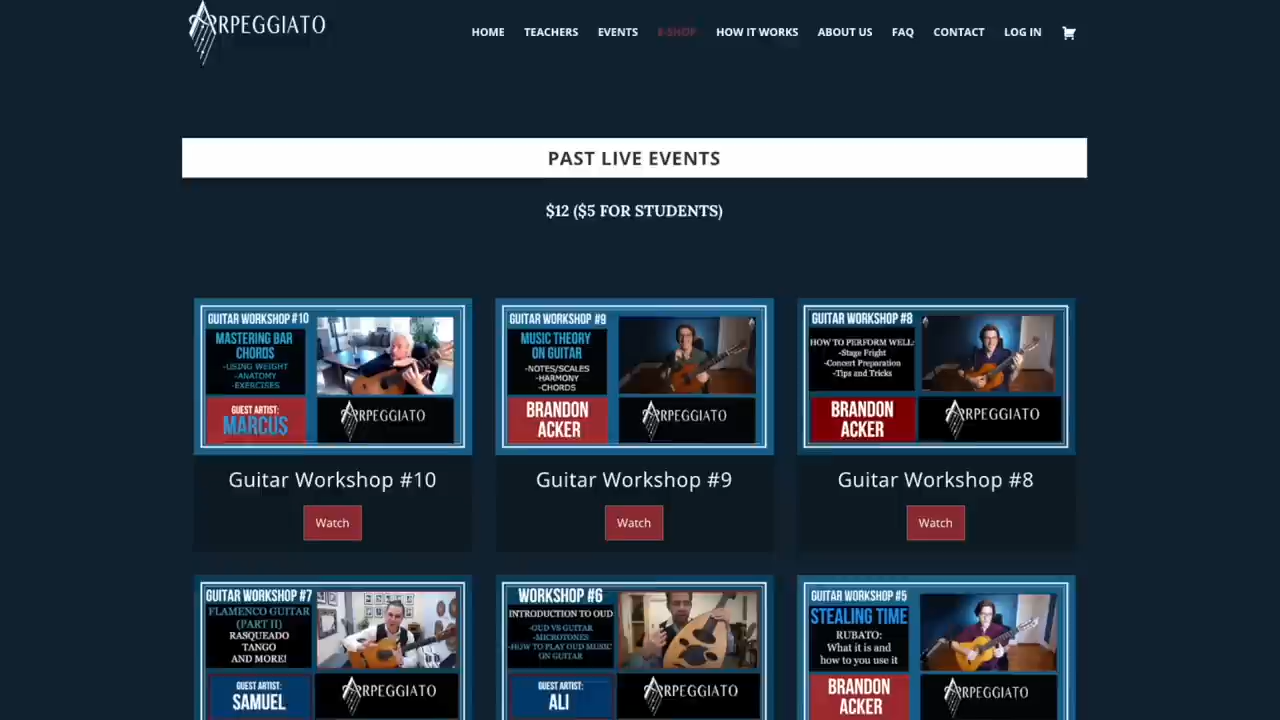 ARPEGGIATO
HOME TEACHERS EVENTS E-SHOP HOW IT WORKS ABOUT US FAQ CONTACT LOG IN
PAST LIVE EVENTS
$12 ($5 FOR STUDENTS)
GUITAR WORKSHOP #10
MASTERING BAR
CHORDS
-USING WEIGHT
-ANATOMY
-EXERCISES
GUEST ARTIST:
MARCUS
ARPEGGIATO
Guitar Workshop #10
Watch
GUITAR WORKSHOP #9
MUSIC THEORY
ON GUITAR
-NOTES/SCALES
-HARMONY
-CHORDS
BRANDON
ACKER
ARPEGGIATO
Guitar Workshop #9
Watch
GUITAR WORKSHOP #8
HOW TO PERFORM WELL:
-Stage Fright
-Concert Preparation
-Tips and Tricks
BRANDON
ACKER
ARPEGGIATO
Guitar Workshop #8
Watch
GUITAR WORKSHOP #7
FLAMENCO GUITAR
(PART II)
RASQUEADO
TANGO
AND MORE!
GUEST ARTIST:
SAMUEL
ARPEGGIATO
WORKSHOP #6
INTRODUCTION TO OUD
-OUD VS GUITAR
-MICROTONES
-HOW TO PLAY OUD MUSIC
ON GUITAR
GUEST ARTIST:
ALI
ARPEGGIATO
GUITAR WORKSHOP #5
STEALING TIME
RUBATO:
What it is and
how to you use it
BRANDON
ACKER
ARPEGGIATO